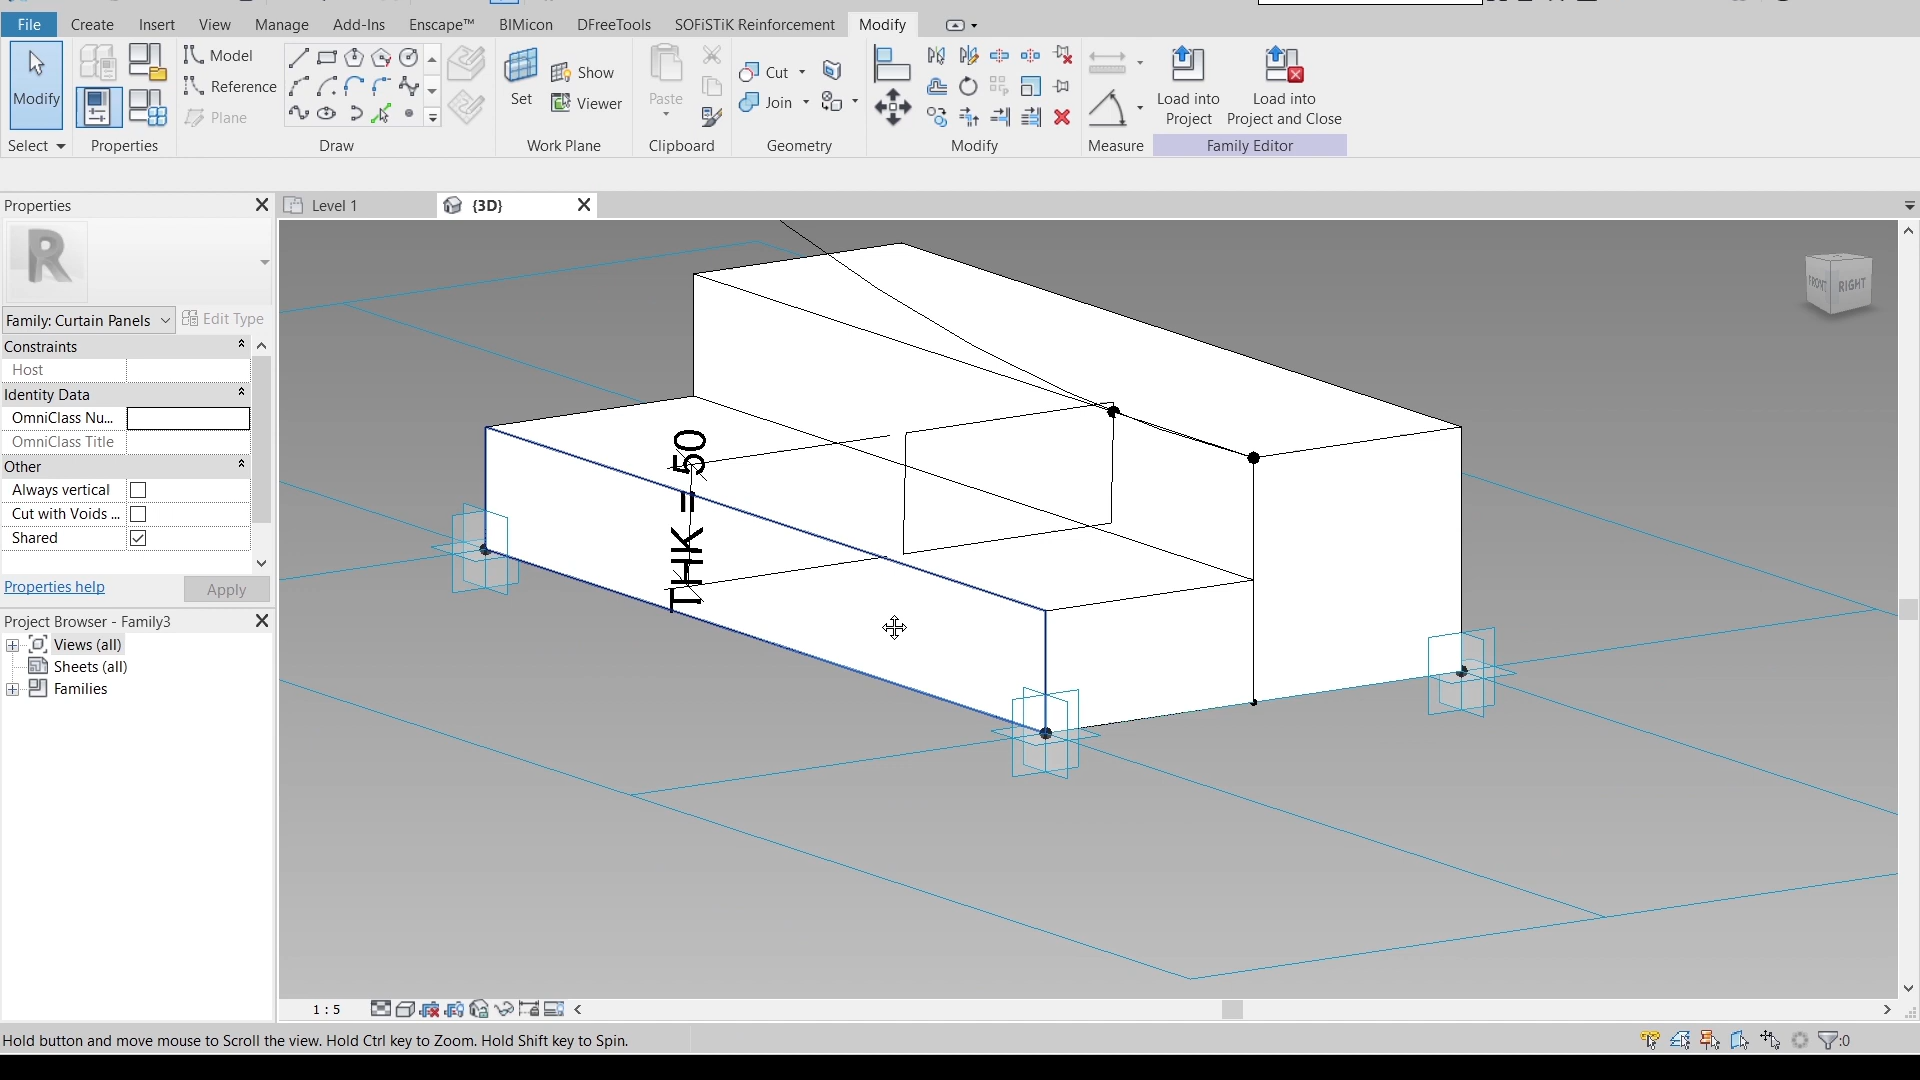 File Create Insert View Manage Add-Ins Enscape™ BIMicon DFreeTools SOFiSTiK Reinforcement Modify
Modify
Model
Reference
Plane
Set
Show
Viewer
Paste
Cut
Join
Load into
Project
Load into
Project and Close
Select Properties Draw Work Plane Clipboard Geometry Modify Measure Family Editor
Properties
Level 1
{3D}
R
Family: Curtain Panels
Edit Type
Constraints
Host
Identity Data
OmniClass Nu...
OmniClass Title
Other
Always vertical
Cut with Voids ...
Shared
Properties help
Apply
Project Browser - Family3
Views (all)
Sheets (all)
Families
FRONT
RIGHT
THK = 50
1 : 5
Hold button and move mouse to Scroll the view. Hold Ctrl key to Zoom. Hold Shift key to Spin.
:0